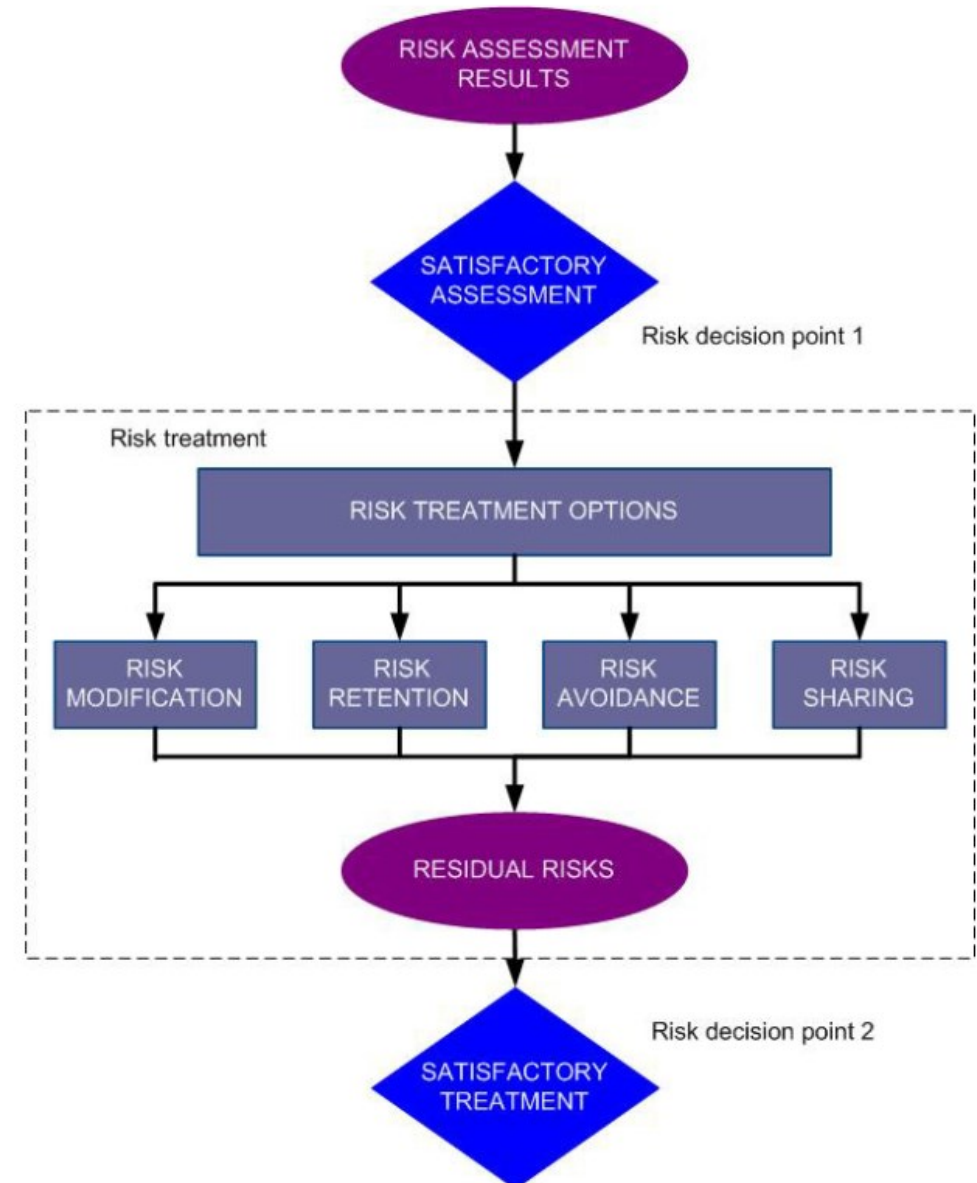 RISK ASSESSMENT
RESULTS
SATISFACTORY
ASSESSMENT
Risk decision point 1
Risk treatment
RISK TREATMENT OPTIONS
RISK
MODIFICATION
RISK
RETENTION
RISK
AVOIDANCE
RISK
SHARING
RESIDUAL RISKS
Risk decision point 2
SATISFACTORY
TREATMENT